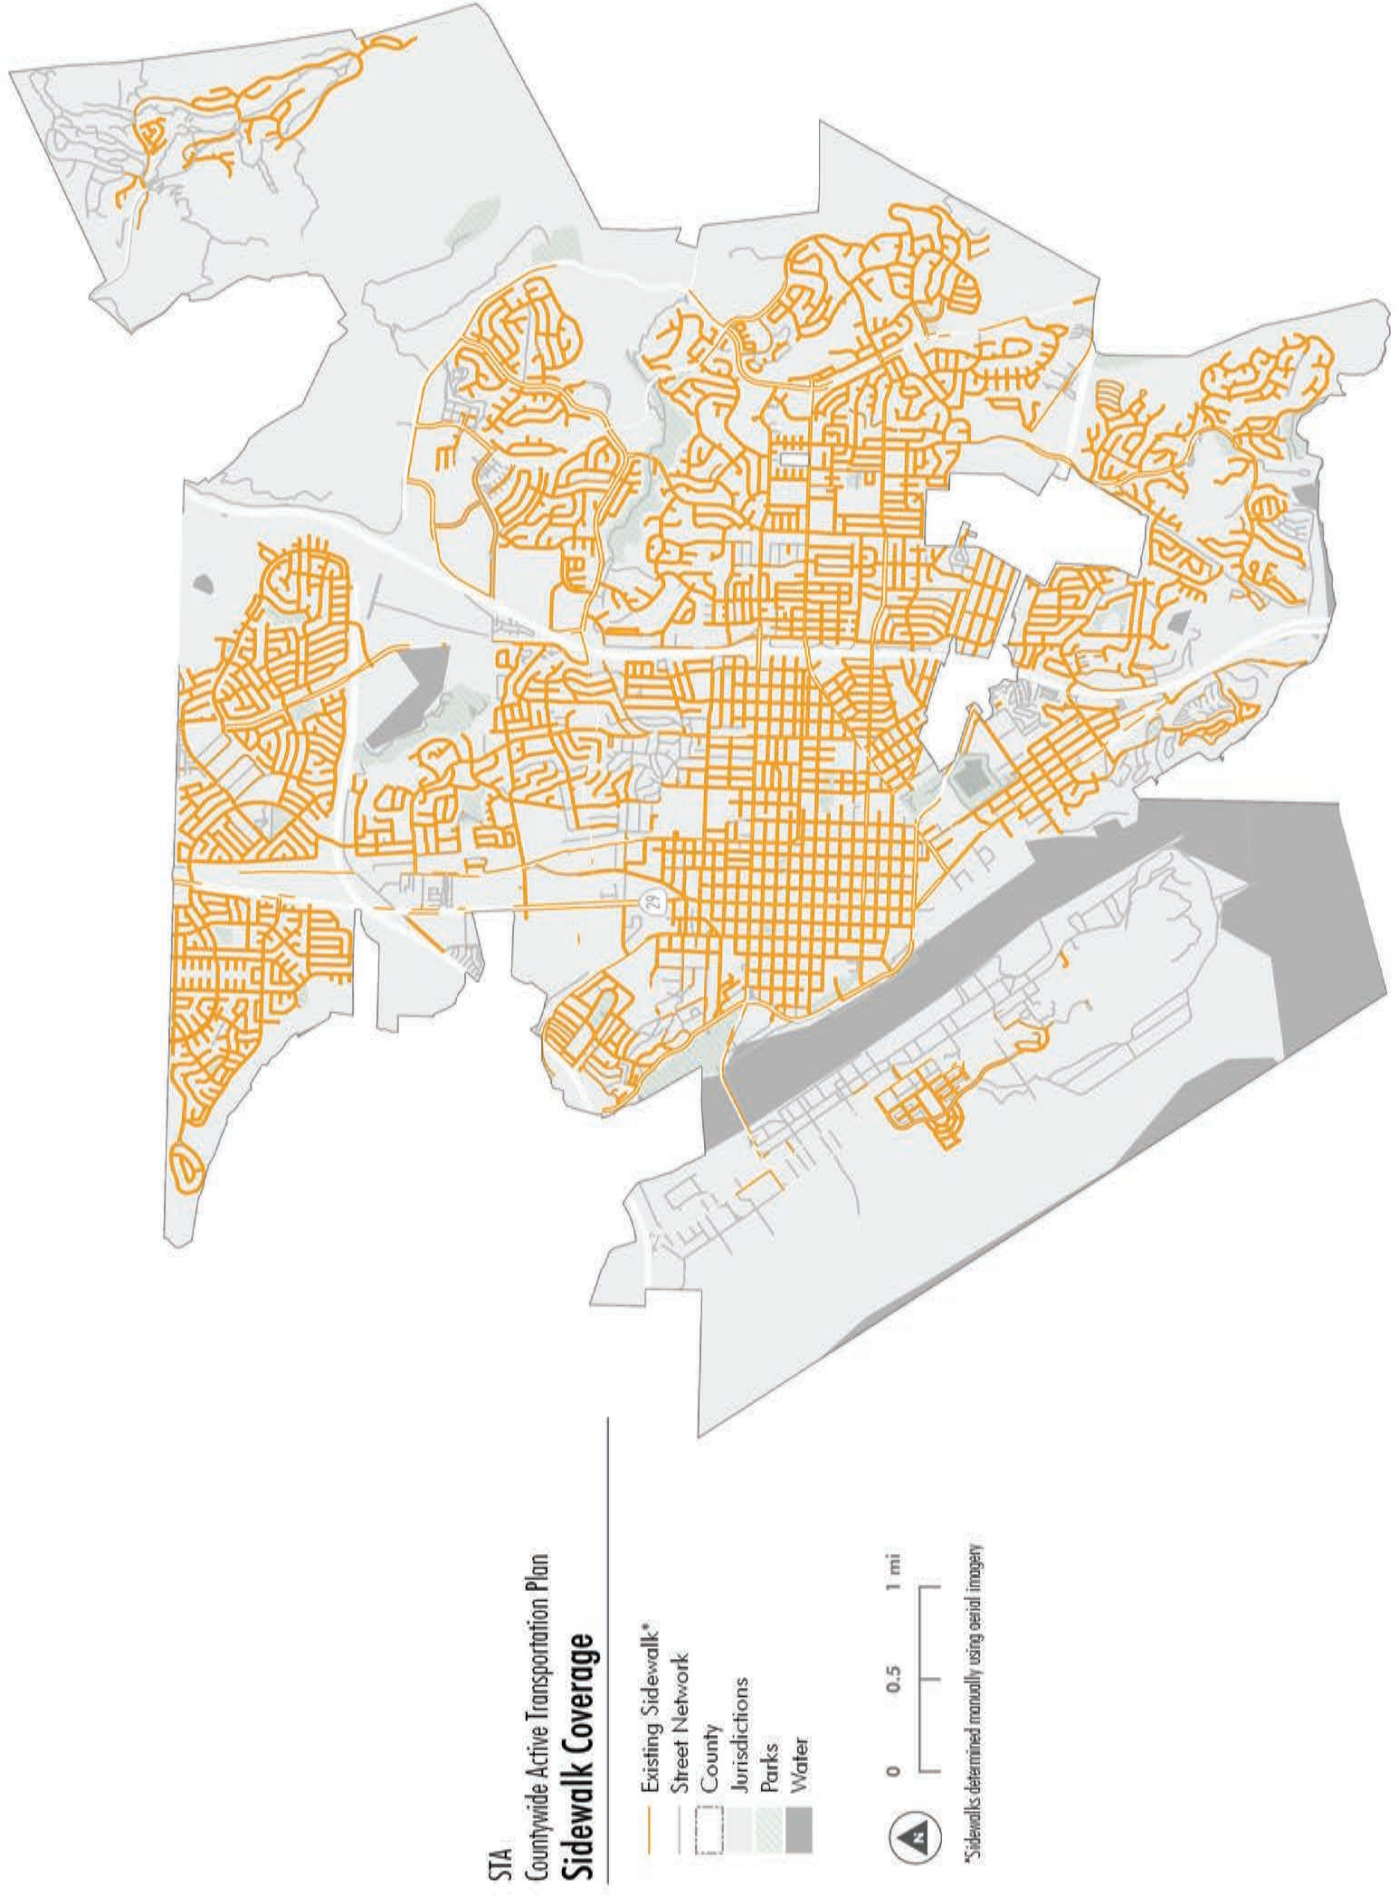 STA
Countywide Active Transportation Plan
Sidewalk Coverage
Existing Sidewalk*
Street Network
County
Jurisdictions
Parks
Water
N
0 0.5 1 mi
*Sidewalks determined manually using aerial imagery
29